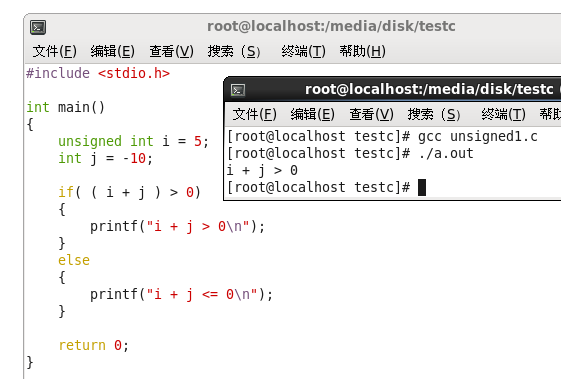 root@localhost:/media/disk/testc
文件(F) 编辑(E) 查看(V) 搜索 (S) 终端(T) 帮助(H)
#include <stdio.h>
int main()
{
unsigned int i = 5;
int j = -10;
if( ( i + j ) > 0)
{
printf("i + j > 0\n");
}
else
{
printf("i + j <= 0\n");
}
return 0;
}
root@localhost:/media/disk/testc (
文件(F) 编辑(E) 查看(V) 搜索 (S) 终端(T) 帮
[root@localhost testc]# gcc unsigned1.c
[root@localhost testc]# ./a.out
i + j > 0
[root@localhost testc]#